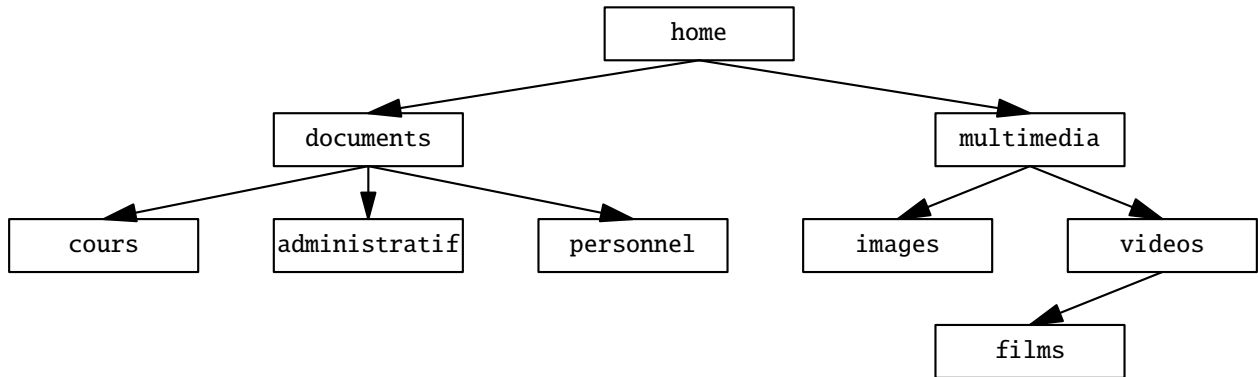 home
documents
multimedia
cours
administratif
personnel
images
videos
films